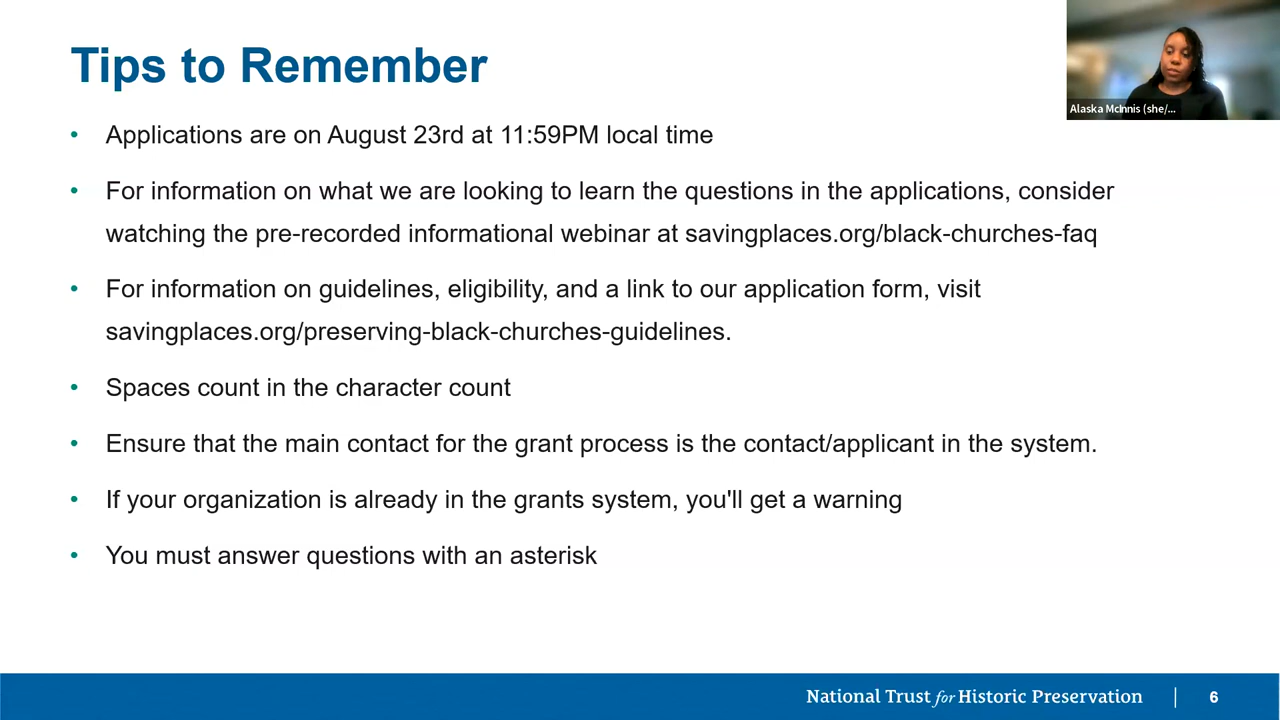 Tips to Remember
Alaska McInnis (she/...
• Applications are on August 23rd at 11:59PM local time
• For information on what we are looking to learn the questions in the applications, consider
watching the pre-recorded informational webinar at savingplaces.org/black-churches-faq
• For information on guidelines, eligibility, and a link to our application form, visit
savingplaces.org/preserving-black-churches-guidelines.
• Spaces count in the character count
• Ensure that the main contact for the grant process is the contact/applicant in the system.
• If your organization is already in the grants system, you'll get a warning
• You must answer questions with an asterisk
National Trust for Historic Preservation | 6